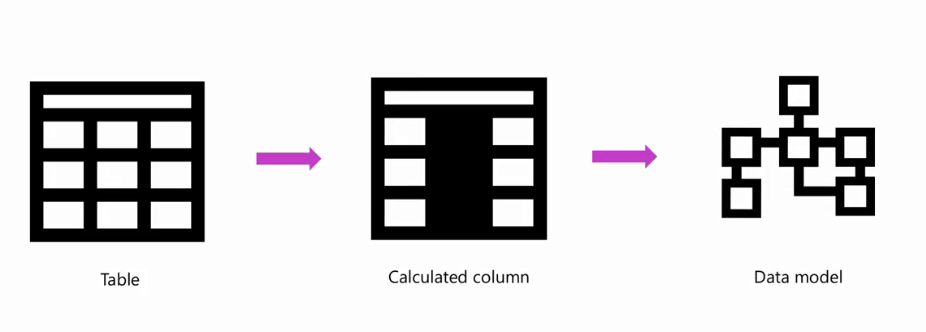 Table
Calculated column
Data model